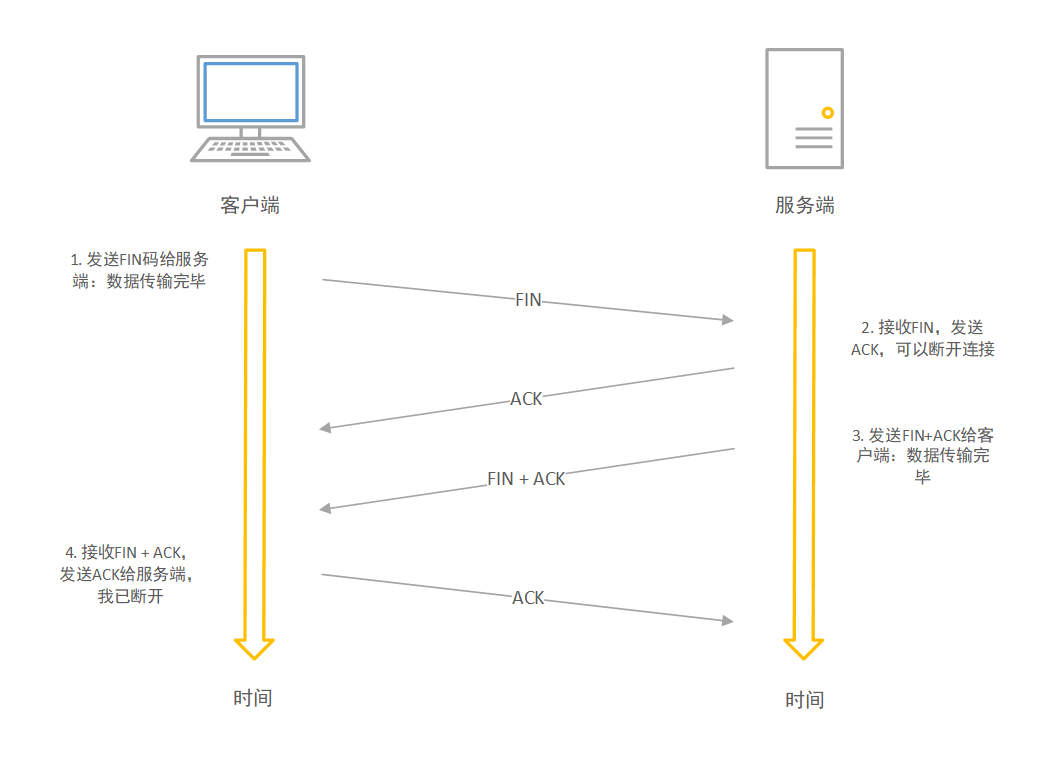 客户端
服务端
1. 发送FIN码给服务
端：数据传输完毕
FIN
2. 接收FIN，发送
ACK，可以断开连接
ACK
3. 发送FIN+ACK给客
户端：数据传输完
毕
FIN + ACK
4. 接收FIN + ACK，
发送ACK给服务端，
我已断开
ACK
时间
时间